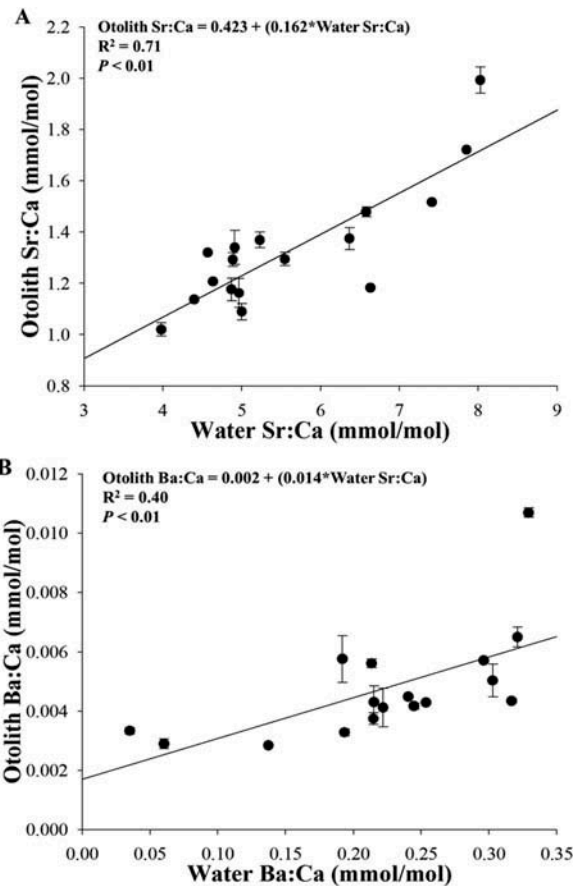 A
Otolith Sr:Ca = 0.423 + (0.162*Water Sr:Ca)
R² = 0.71
P < 0.01
Otolith Sr:Ca (mmol/mol)
2.2
2.0
1.8
1.6
1.4
1.2
1.0
0.8
3 4 5 6 7 8 9
Water Sr:Ca (mmol/mol)
B
Otolith Ba:Ca = 0.002 + (0.014*Water Sr:Ca)
R² = 0.40
P < 0.01
Otolith Ba:Ca (mmol/mol)
0.012
0.010
0.008
0.006
0.004
0.002
0.000
0.00 0.05 0.10 0.15 0.20 0.25 0.30 0.35
Water Ba:Ca (mmol/mol)